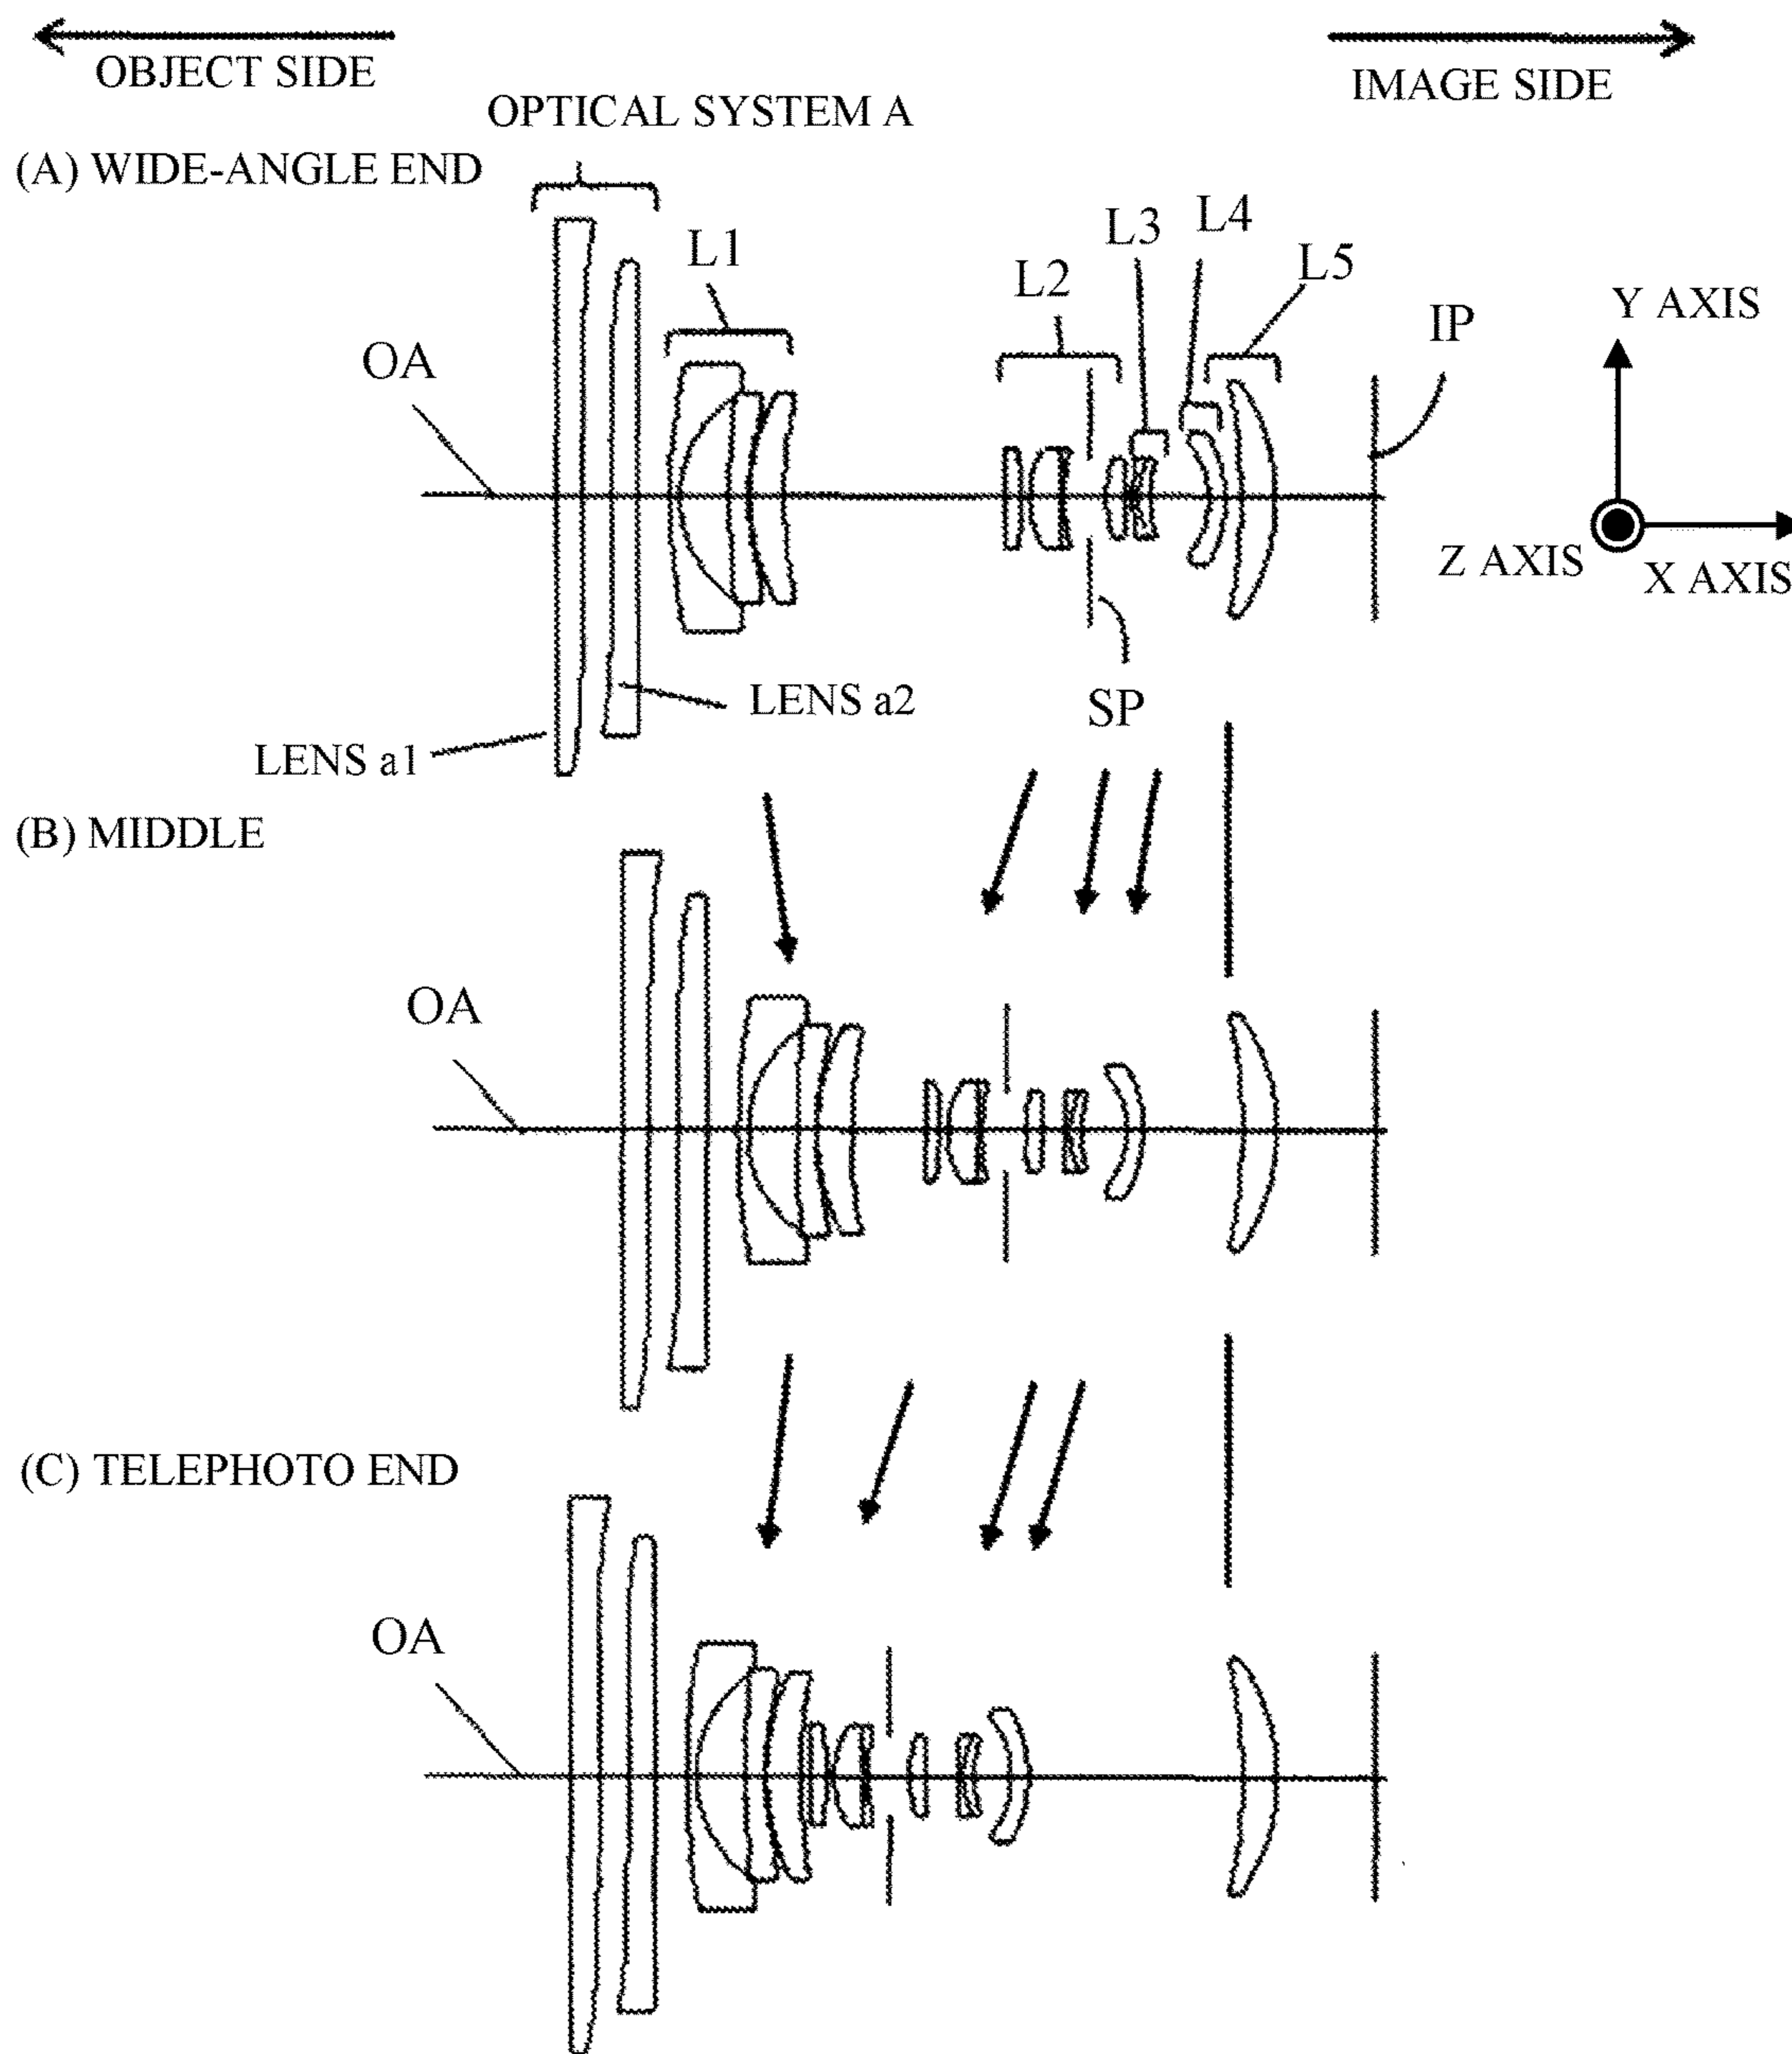 OBJECT SIDE
IMAGE SIDE
OPTICAL SYSTEM A
(A) WIDE-ANGLE END
L1
L2
L3
L4
L5
IP
OA
Y AXIS
Z AXIS
X AXIS
LENS a2
SP
LENS a1
(B) MIDDLE
OA
(C) TELEPHOTO END
OA